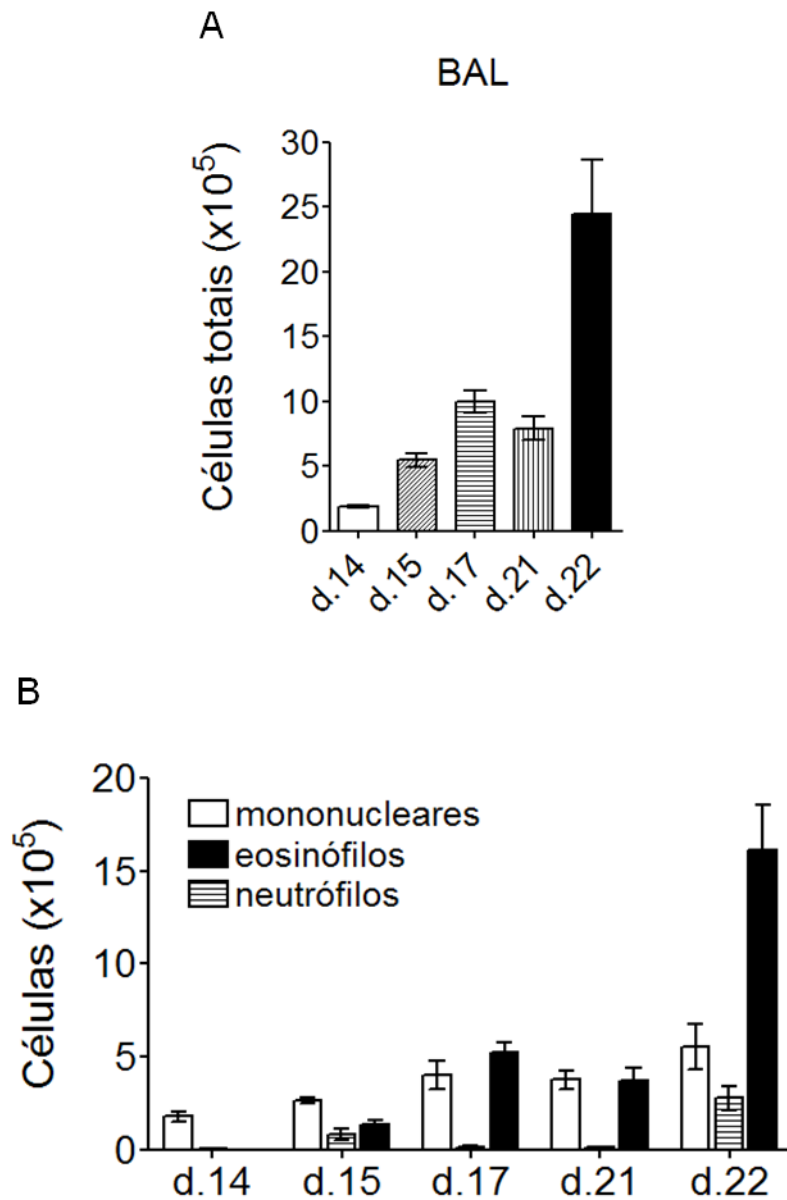 A
BAL
Células totais (x10⁵)
30
25
20
15
10
5
0
d.14
d.15
d.17
d.21
d.22
B
Células (x10⁵)
20
15
10
5
0
mononucleares
eosinófilos
neutrófilos
d.14
d.15
d.17
d.21
d.22